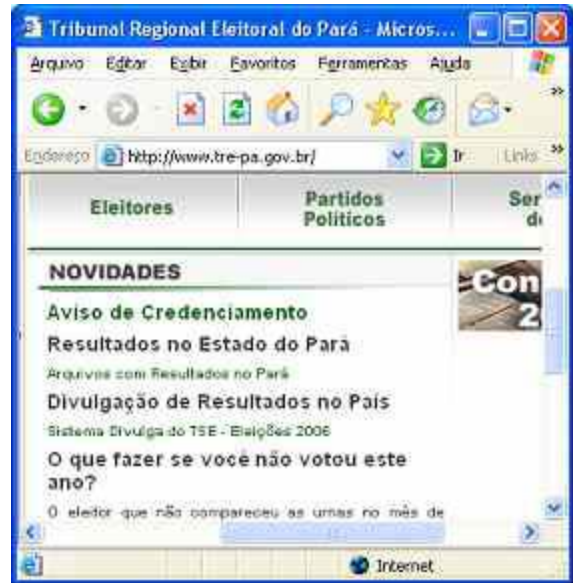 Tribunal Regional Eleitoral do Pará - Micros...
Arquivo Editar Exibir Favoritos Ferramentas Ajuda
Endereço http://www.tre-pa.gov.br/ Ir Links
Eleitores
Partidos
Políticos
Ser
d
NOVIDADES
Con
2
Aviso de Credenciamento
Resultados no Estado do Pará
Arquivos com Resultados no Pará
Divulgação de Resultados no País
Sistema Divulga do TSE - Eleições 2006
O que fazer se você não votou este
ano?
O eleitor que não compareceu as urnas no mês de
Internet